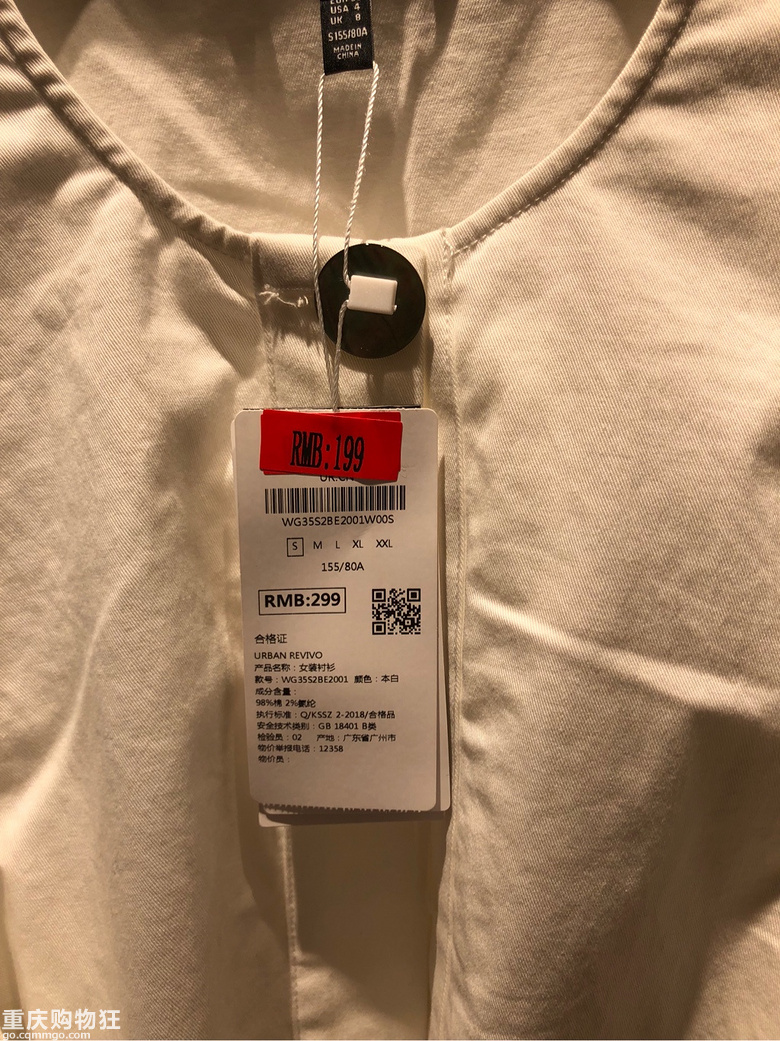 USA 4
UK 8
S155/80A
MADE IN
CHINA
RMB:199
WG35S2BE2001W00S
S M L XL XXL
155/80A
RMB:299
合格证
URBAN REVIVO
产品名称：女装衬衫
款号：WG35S2BE2001 颜色：本白
成分含量：
98%棉 2%氨纶
执行标准：Q/KSSZ 2-2018/合格品
安全技术类别：GB 18401 B类
检验员：02 产地：广东省广州市
物价举报电话：12358
物价员：
重庆购物狂
go.cqmmgo.com